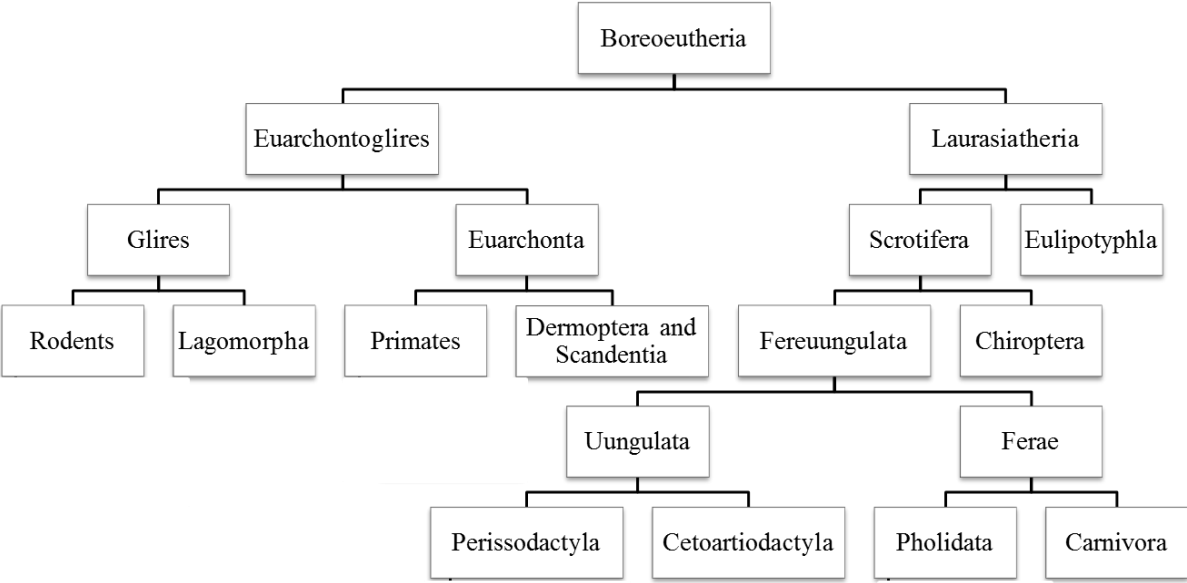 Boreoeutheria
Euarchontoglires
Laurasiatheria
Glires
Euarchonta
Scrotifera
Eulipotyphla
Rodents
Lagomorpha
Primates
Dermoptera and
Scandentia
Fereuungulata
Chiroptera
Uungulata
Ferae
Perissodactyla
Cetoartiodactyla
Pholidata
Carnivora